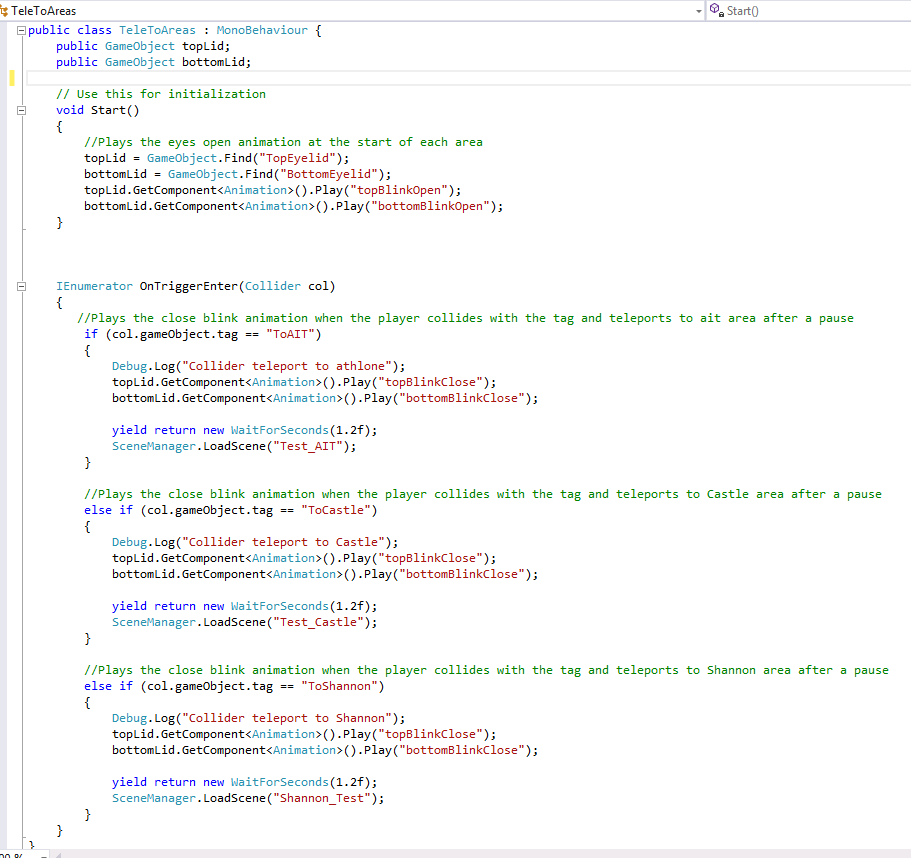 TeleToAreas
Start()
public class TeleToAreas : MonoBehaviour {
public GameObject topLid;
public GameObject bottomLid;
// Use this for initialization
void Start()
{
//Plays the eyes open animation at the start of each area
topLid = GameObject.Find("TopEyelid");
bottomLid = GameObject.Find("BottomEyelid");
topLid.GetComponent<Animation>().Play("topBlinkOpen");
bottomLid.GetComponent<Animation>().Play("bottomBlinkOpen");
}
IEnumerator OnTriggerEnter(Collider col)
{
//Plays the close blink animation when the player collides with the tag and teleports to ait area after a pause
if (col.gameObject.tag == "ToAIT")
{
Debug.Log("Collider teleport to athlone");
topLid.GetComponent<Animation>().Play("topBlinkClose");
bottomLid.GetComponent<Animation>().Play("bottomBlinkClose");
yield return new WaitForSeconds(1.2f);
SceneManager.LoadScene("Test_AIT");
}
//Plays the close blink animation when the player collides with the tag and teleports to Castle area after a pause
else if (col.gameObject.tag == "ToCastle")
{
Debug.Log("Collider teleport to Castle");
topLid.GetComponent<Animation>().Play("topBlinkClose");
bottomLid.GetComponent<Animation>().Play("bottomBlinkClose");
yield return new WaitForSeconds(1.2f);
SceneManager.LoadScene("Test_Castle");
}
//Plays the close blink animation when the player collides with the tag and teleports to Shannon area after a pause
else if (col.gameObject.tag == "ToShannon")
{
Debug.Log("Collider teleport to Shannon");
topLid.GetComponent<Animation>().Play("topBlinkClose");
bottomLid.GetComponent<Animation>().Play("bottomBlinkClose");
yield return new WaitForSeconds(1.2f);
SceneManager.LoadScene("Shannon_Test");
}
}
}